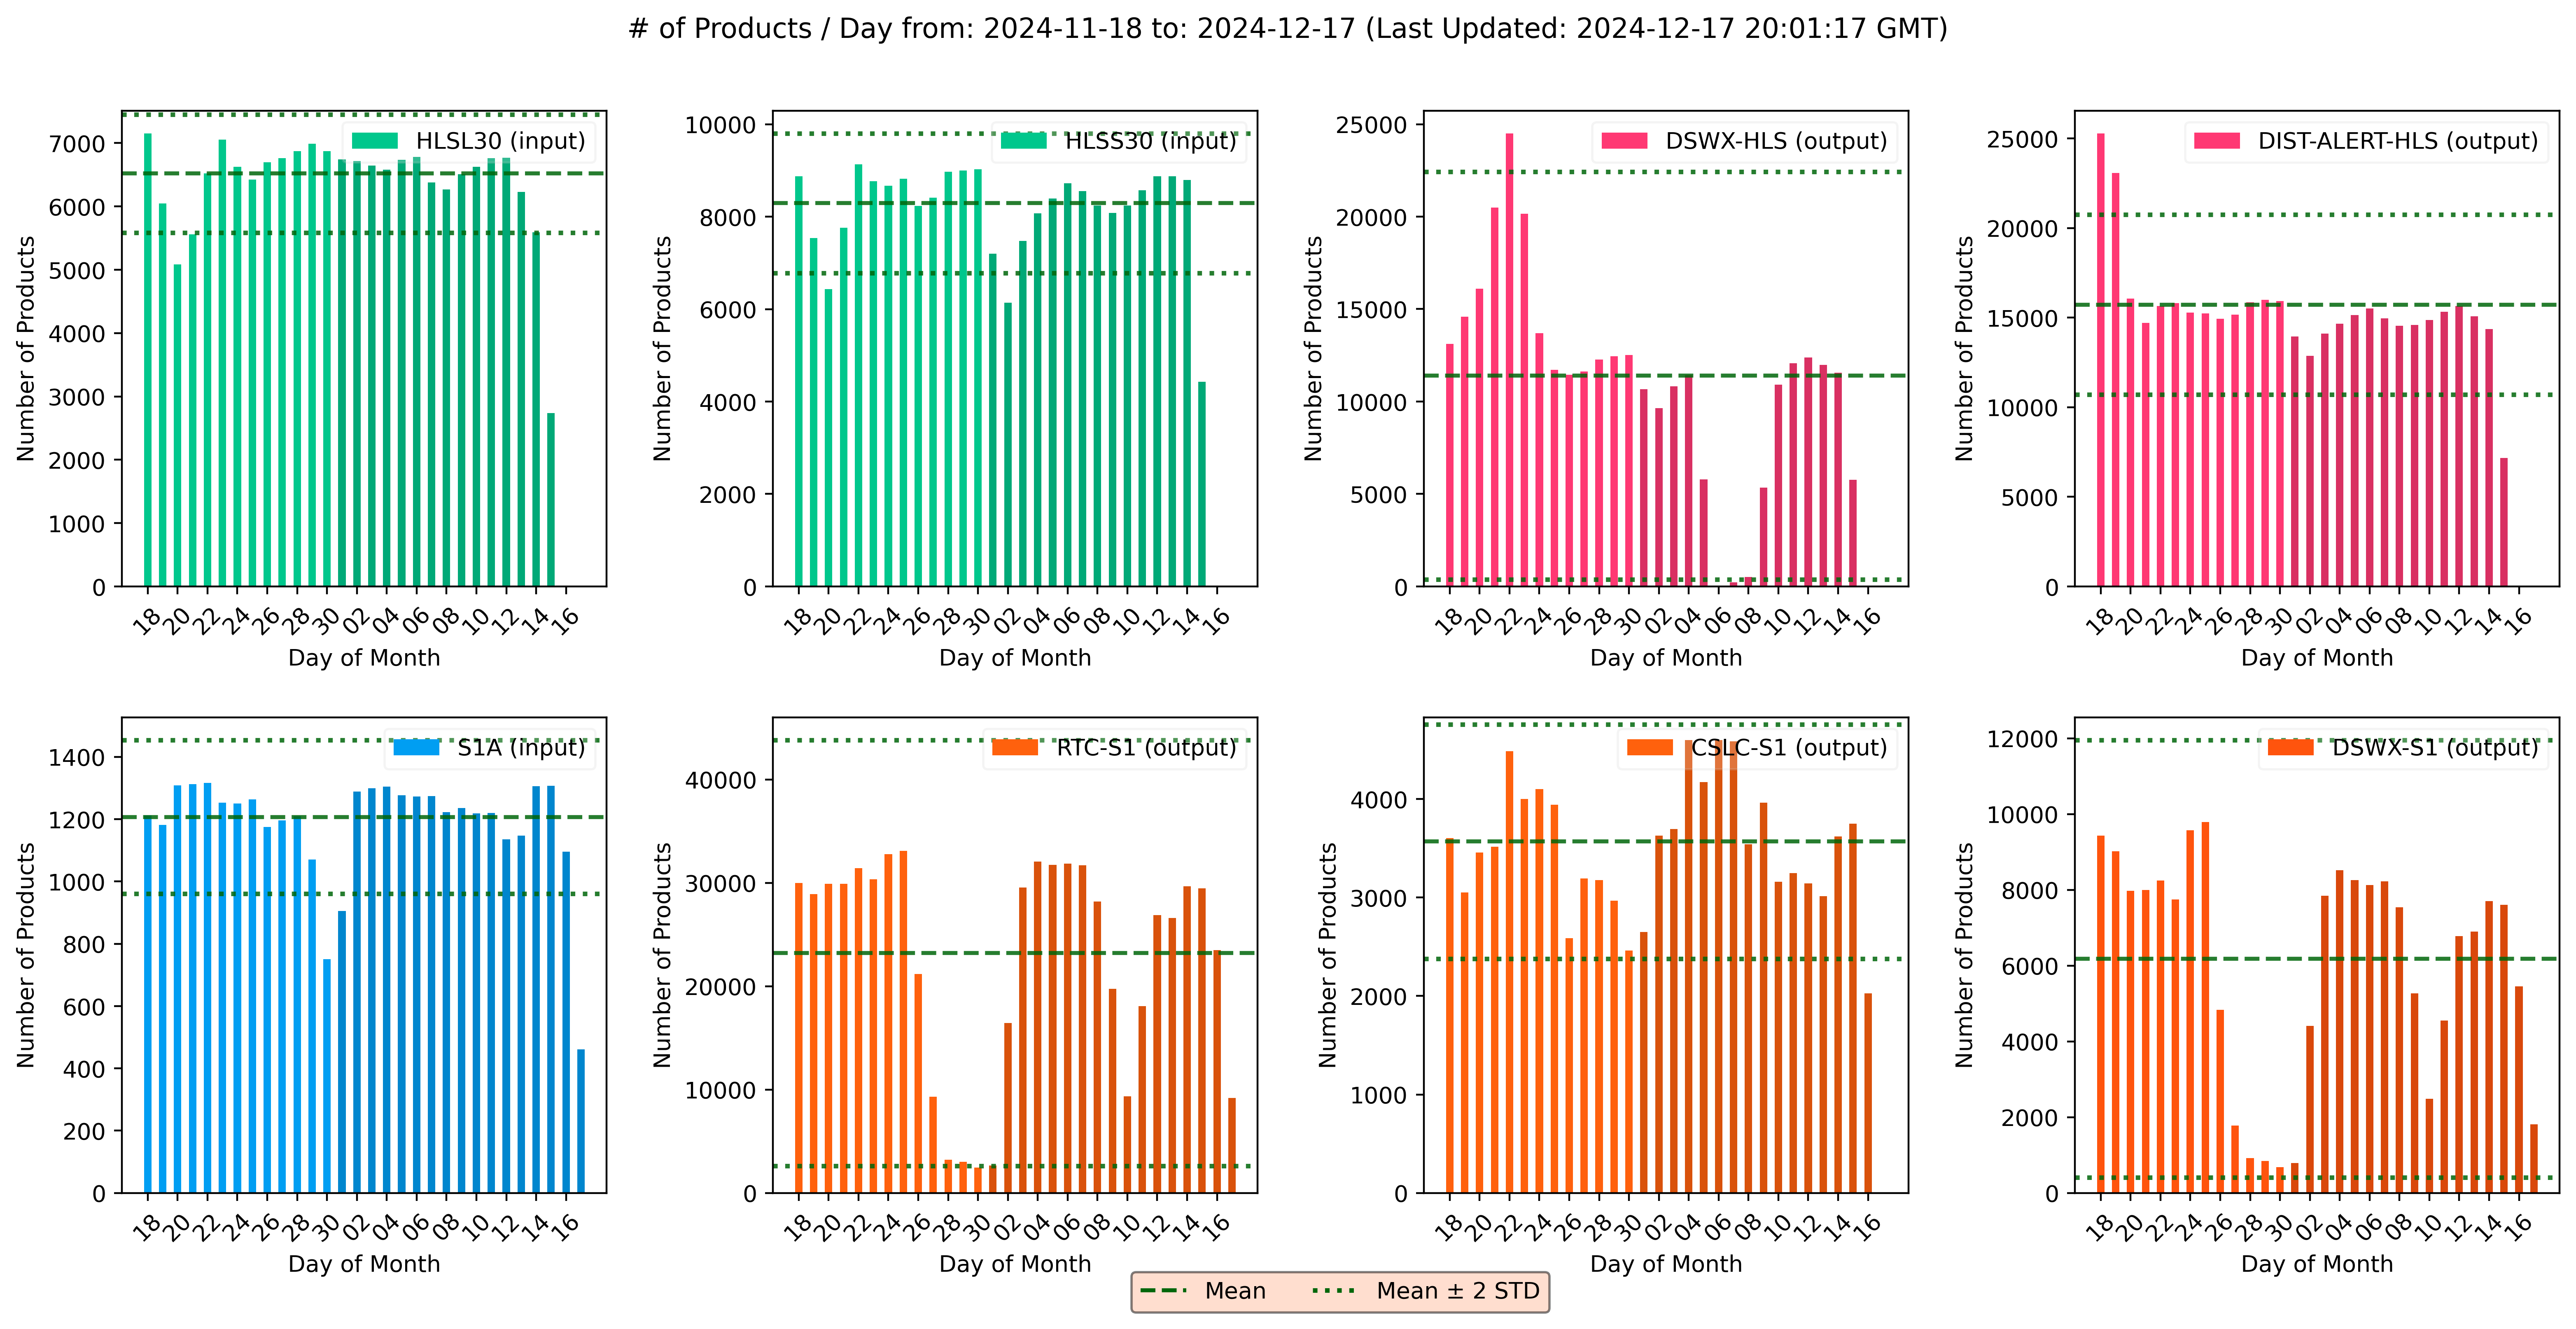 # of Products / Day from: 2024-11-18 to: 2024-12-17 (Last Updated: 2024-12-17 20:01:17 GMT)
HLSL30 (input)
Number of Products
7000
6000
5000
4000
3000
2000
1000
0
18 20 22 24 26 28 30 02 04 06 08 10 12 14 16
Day of Month
HLSS30 (input)
Number of Products
10000
8000
6000
4000
2000
0
18 20 22 24 26 28 30 02 04 06 08 10 12 14 16
Day of Month
DSWX-HLS (output)
Number of Products
25000
20000
15000
10000
5000
0
18 20 22 24 26 28 30 02 04 06 08 10 12 14 16
Day of Month
DIST-ALERT-HLS (output)
Number of Products
25000
20000
15000
10000
5000
0
18 20 22 24 26 28 30 02 04 06 08 10 12 14 16
Day of Month
S1A (input)
Number of Products
1400
1200
1000
800
600
400
200
0
18 20 22 24 26 28 30 02 04 06 08 10 12 14 16
Day of Month
RTC-S1 (output)
Number of Products
40000
30000
20000
10000
0
18 20 22 24 26 28 30 02 04 06 08 10 12 14 16
Day of Month
CSLC-S1 (output)
Number of Products
4000
3000
2000
1000
0
18 20 22 24 26 28 30 02 04 06 08 10 12 14 16
Day of Month
DSWX-S1 (output)
Number of Products
12000
10000
8000
6000
4000
2000
0
18 20 22 24 26 28 30 02 04 06 08 10 12 14 16
Day of Month
Mean
Mean ± 2 STD